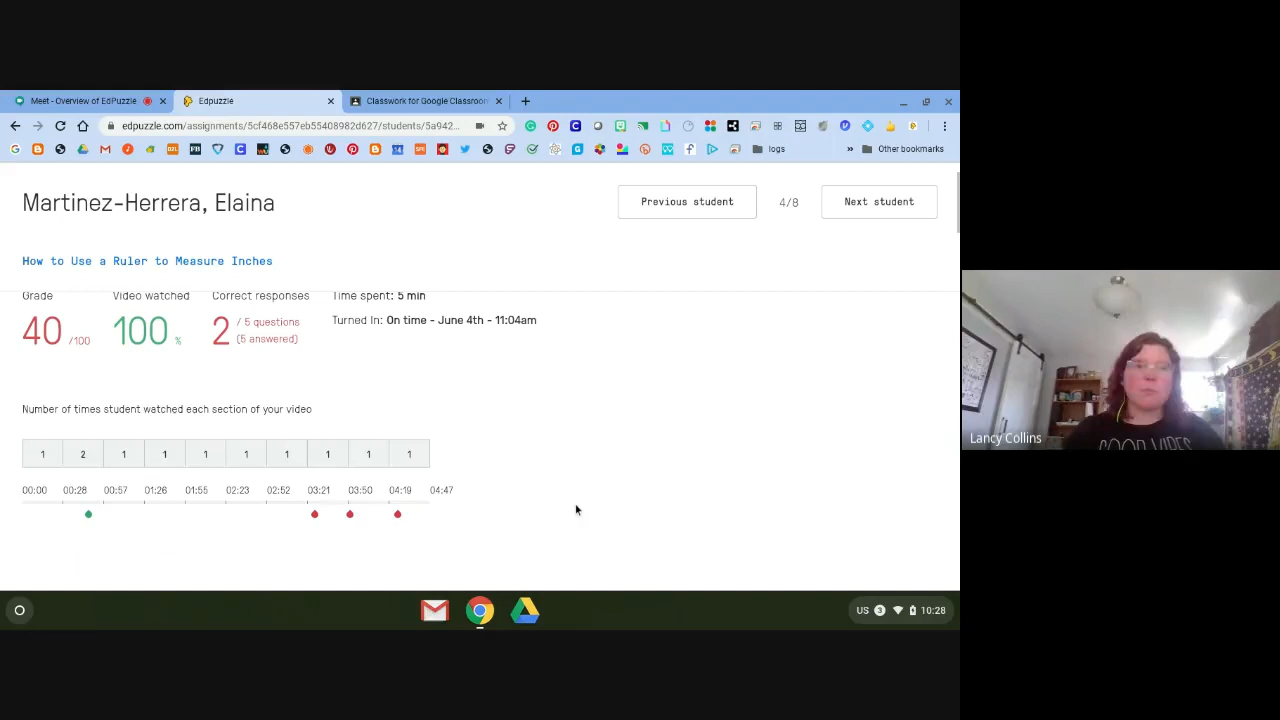 Meet - Overview of EdPuzzle
Edpuzzle
Classwork for Google Classroom
edpuzzle.com/assignments/5cf468e557eb55408982d627/students/5a942...
logs
Other bookmarks
Martinez-Herrera, Elaina
Previous student
4/8
Next student
How to Use a Ruler to Measure Inches
Grade
Video watched
Correct responses
Time spent: 5 min
40 /100
100 %
2 / 5 questions
(5 answered)
Turned In: On time - June 4th - 11:04am
Number of times student watched each section of your video
1 2 1 1 1 1 1 1 1 1
00:00 00:28 00:57 01:26 01:55 02:23 02:52 03:21 03:50 04:19 04:47
US 3 10:28
Lancy Collins
GOOD VIBES